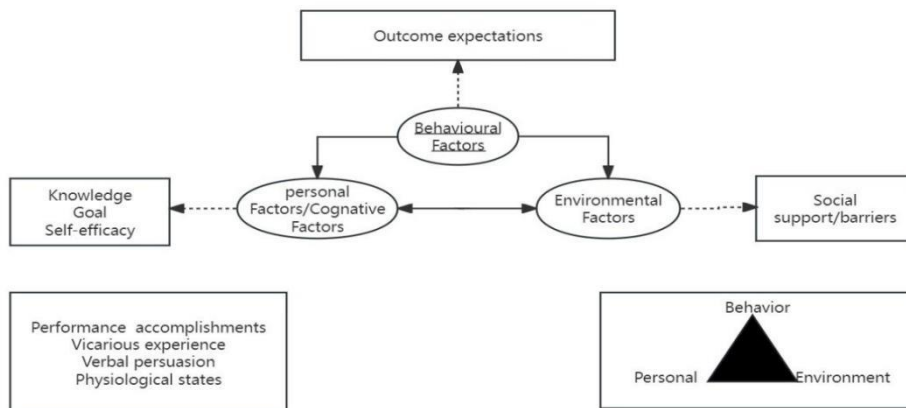 Outcome expectations
Behavioural
Factors
Knowledge
Goal
Self-efficacy
personal
Factors/Cognative
Factors
Environmental
Factors
Social
support/barriers
Performance accomplishments
Vicarious experience
Verbal persuasion
Physiological states
Behavior
Personal
Environment